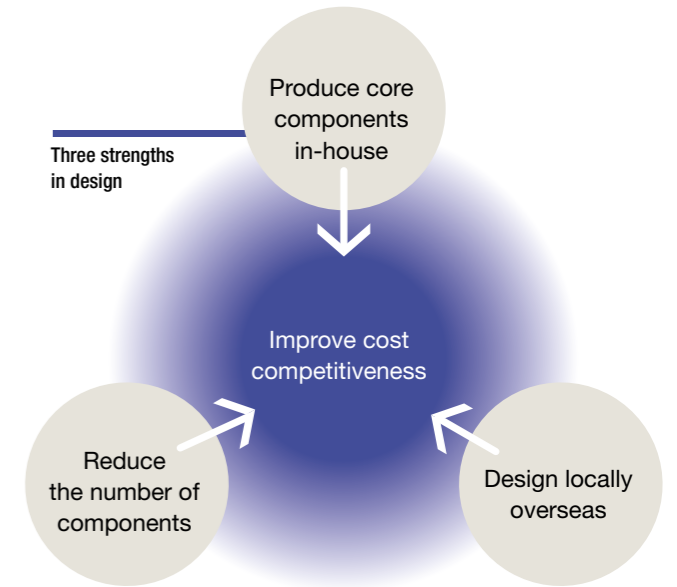 Produce core
components
in-house
Three strengths
in design
Improve cost
competitiveness
Reduce
the number of
components
Design locally
overseas